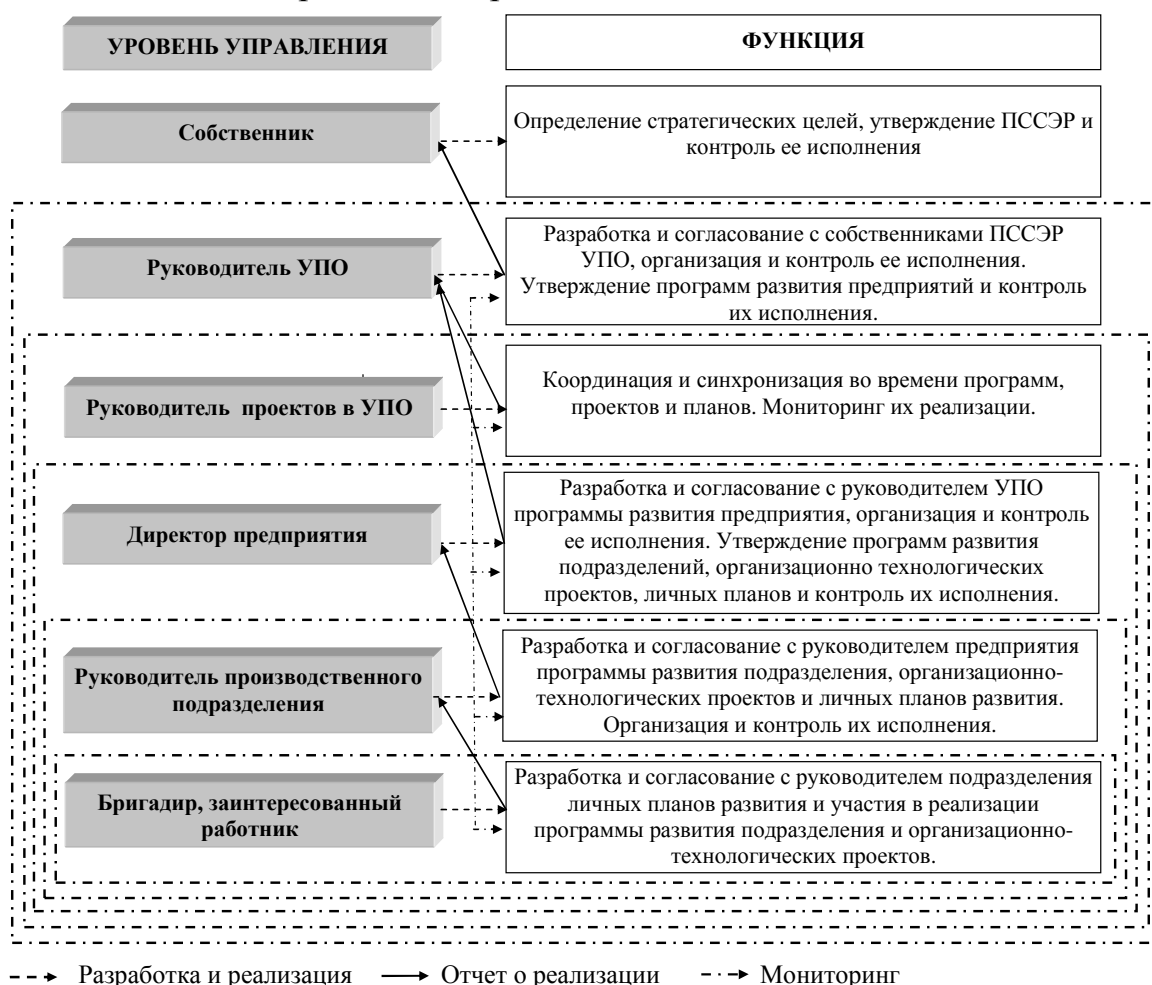 УРОВЕНЬ УПРАВЛЕНИЯ
ФУНКЦИЯ
Собственник
Определение стратегических целей, утверждение ПССЭР и
контроль ее исполнения
Руководитель УПО
Разработка и согласование с собственниками ПССЭР
УПО, организация и контроль ее исполнения.
Утверждение программ развития предприятий и контроль
их исполнения.
Руководитель проектов в УПО
Координация и синхронизация во времени программ,
проектов и планов. Мониторинг их реализации.
Директор предприятия
Разработка и согласование с руководителем УПО
программы развития предприятия, организация и контроль
ее исполнения. Утверждение программ развития
подразделений, организационно технологических
проектов, личных планов и контроль их исполнения.
Руководитель производственного
подразделения
Разработка и согласование с руководителем предприятия
программы развития подразделения, организационно-
технологических проектов и личных планов развития.
Организация и контроль их исполнения.
Бригадир, заинтересованный
работник
Разработка и согласование с руководителем подразделения
личных планов развития и участия в реализации
программы развития подразделения и организационно-
технологических проектов.
Разработка и реализация
Отчет о реализации
Мониторинг